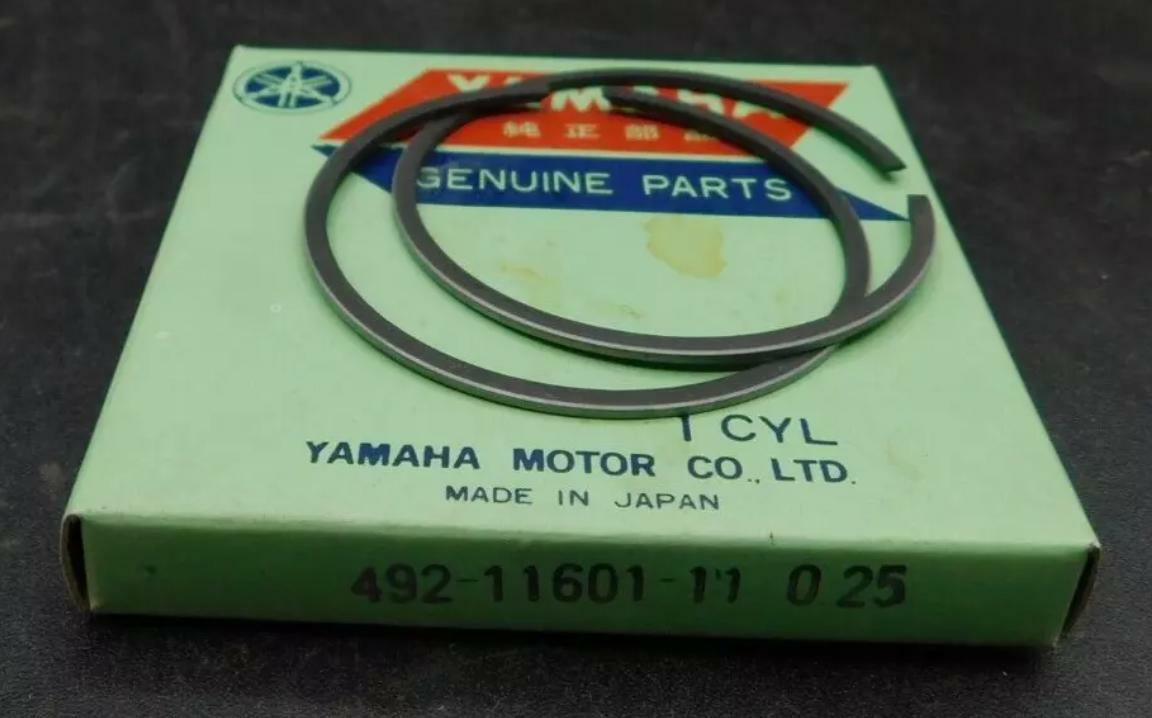 YAMAHA
純正部品
GENUINE PARTS
1 CYL
YAMAHA MOTOR CO., LTD.
MADE IN JAPAN
492-11601-11 0.25